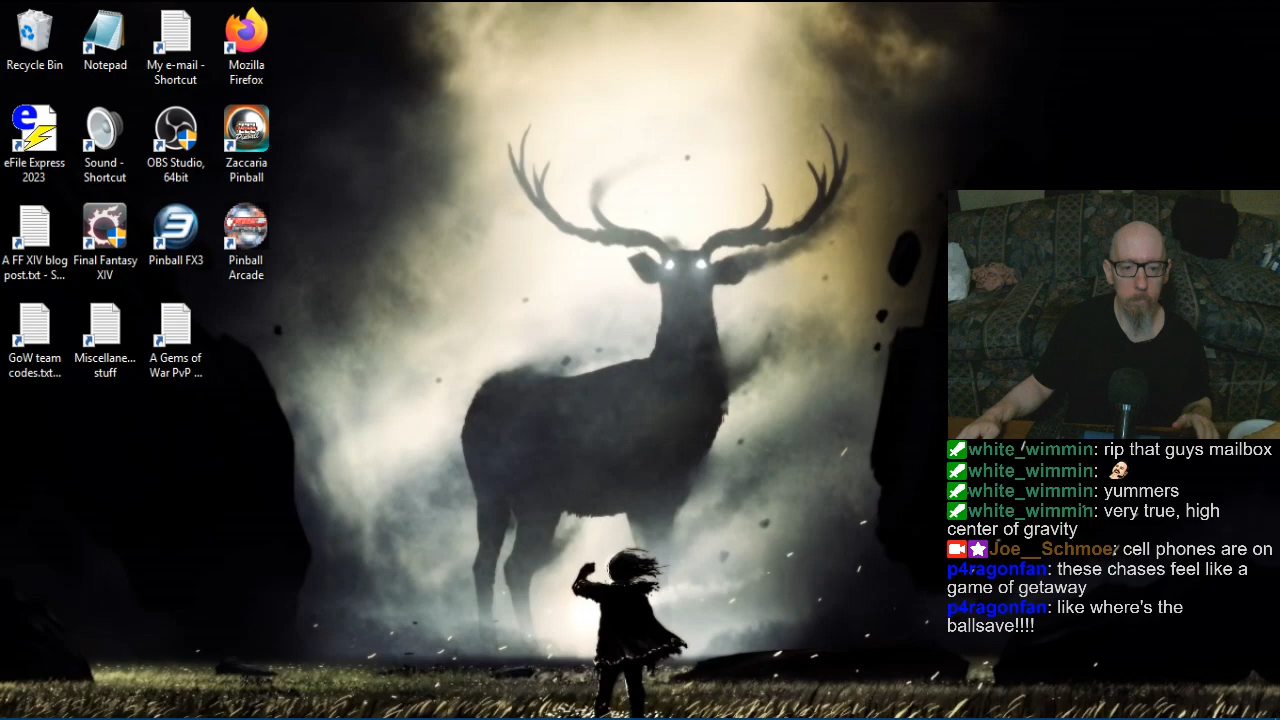 Recycle Bin
Notepad
My e-mail - Shortcut
Mozilla Firefox
eFile Express 2023
Sound - Shortcut
OBS Studio, 64bit
Zaccaria Pinball
A FF XIV blog post.txt - S...
Final Fantasy XIV
Pinball FX3
Pinball Arcade
GoW team codes.txt...
Miscellane... stuff
A Gems of War PvP ...
white_wimmin: rip that guys mailbox
white_wimmin:
white_wimmin: yummers
white_wimmin: very true, high
center of gravity
Joe__Schmoe: cell phones are on
p4ragonfan: these chases feel like a
game of getaway
p4ragonfan: like where's the
ballsave!!!!